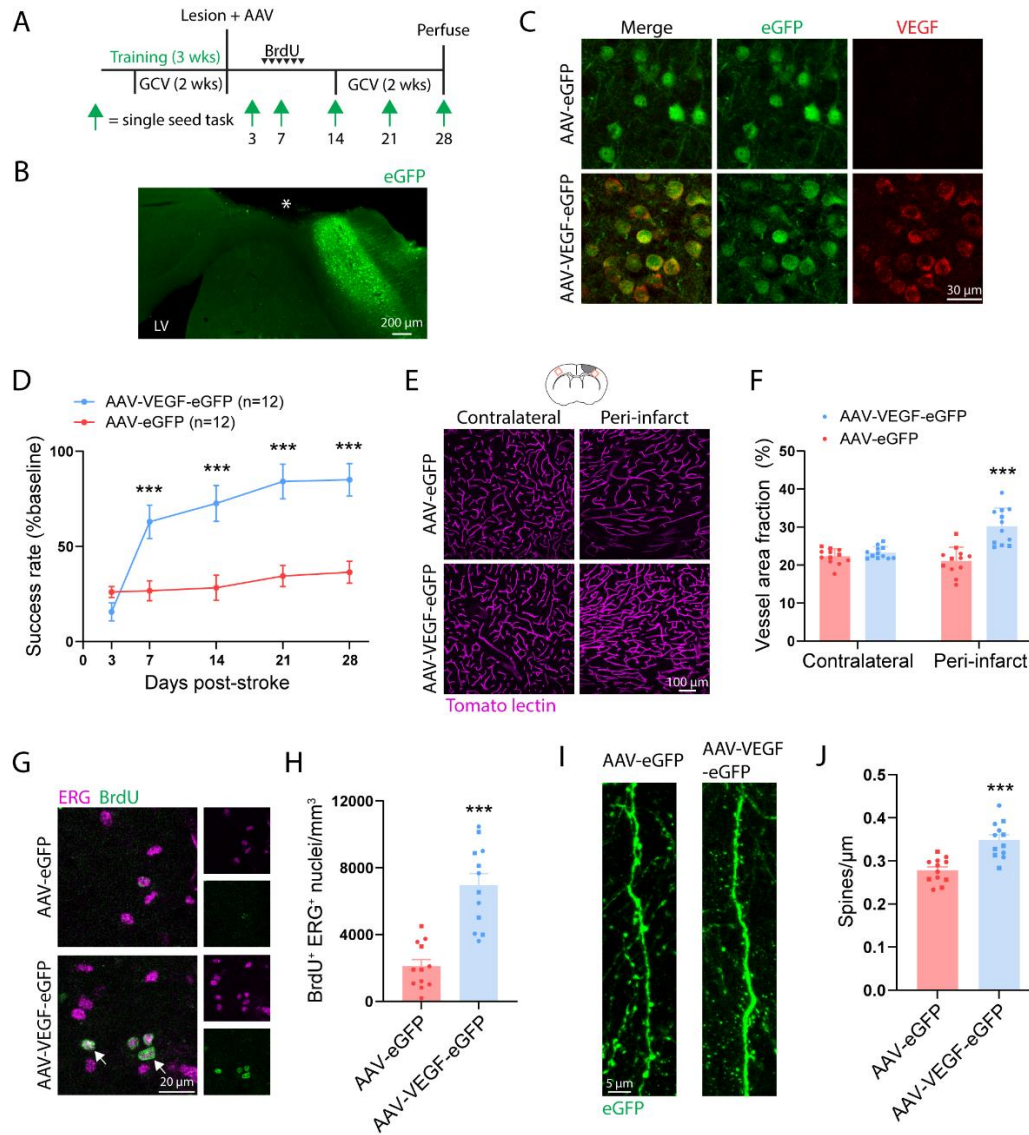 A
Lesion + AAV
Training (3 wks)
BrdU
Perfuse
GCV (2 wks)
GCV (2 wks)
= single seed task
3 7 14 21 28
B
eGFP
*
LV
200 µm
C
Merge eGFP VEGF
AAV-eGFP
AAV-VEGF-eGFP
30 µm
D
AAV-VEGF-eGFP (n=12)
AAV-eGFP (n=12)
Success rate (%baseline)
100
50
0
*** *** *** ***
0 3 7 14 21 28
Days post-stroke
E
Contralateral Peri-infarct
AAV-eGFP
AAV-VEGF-eGFP
100 µm
Tomato lectin
F
AAV-VEGF-eGFP
AAV-eGFP
Vessel area fraction (%)
50
40
30
20
10
0
***
Contralateral Peri-infarct
G
ERG BrdU
AAV-eGFP
AAV-VEGF-eGFP
20 µm
H
BrdU⁺ ERG⁺ nuclei/mm³
12000
8000
4000
0
***
AAV-eGFP
AAV-VEGF-eGFP
I
AAV-eGFP
AAV-VEGF
-eGFP
5 µm
eGFP
J
Spines/µm
0.5
0.4
0.3
0.2
0.1
0.0
***
AAV-eGFP
AAV-VEGF-eGFP